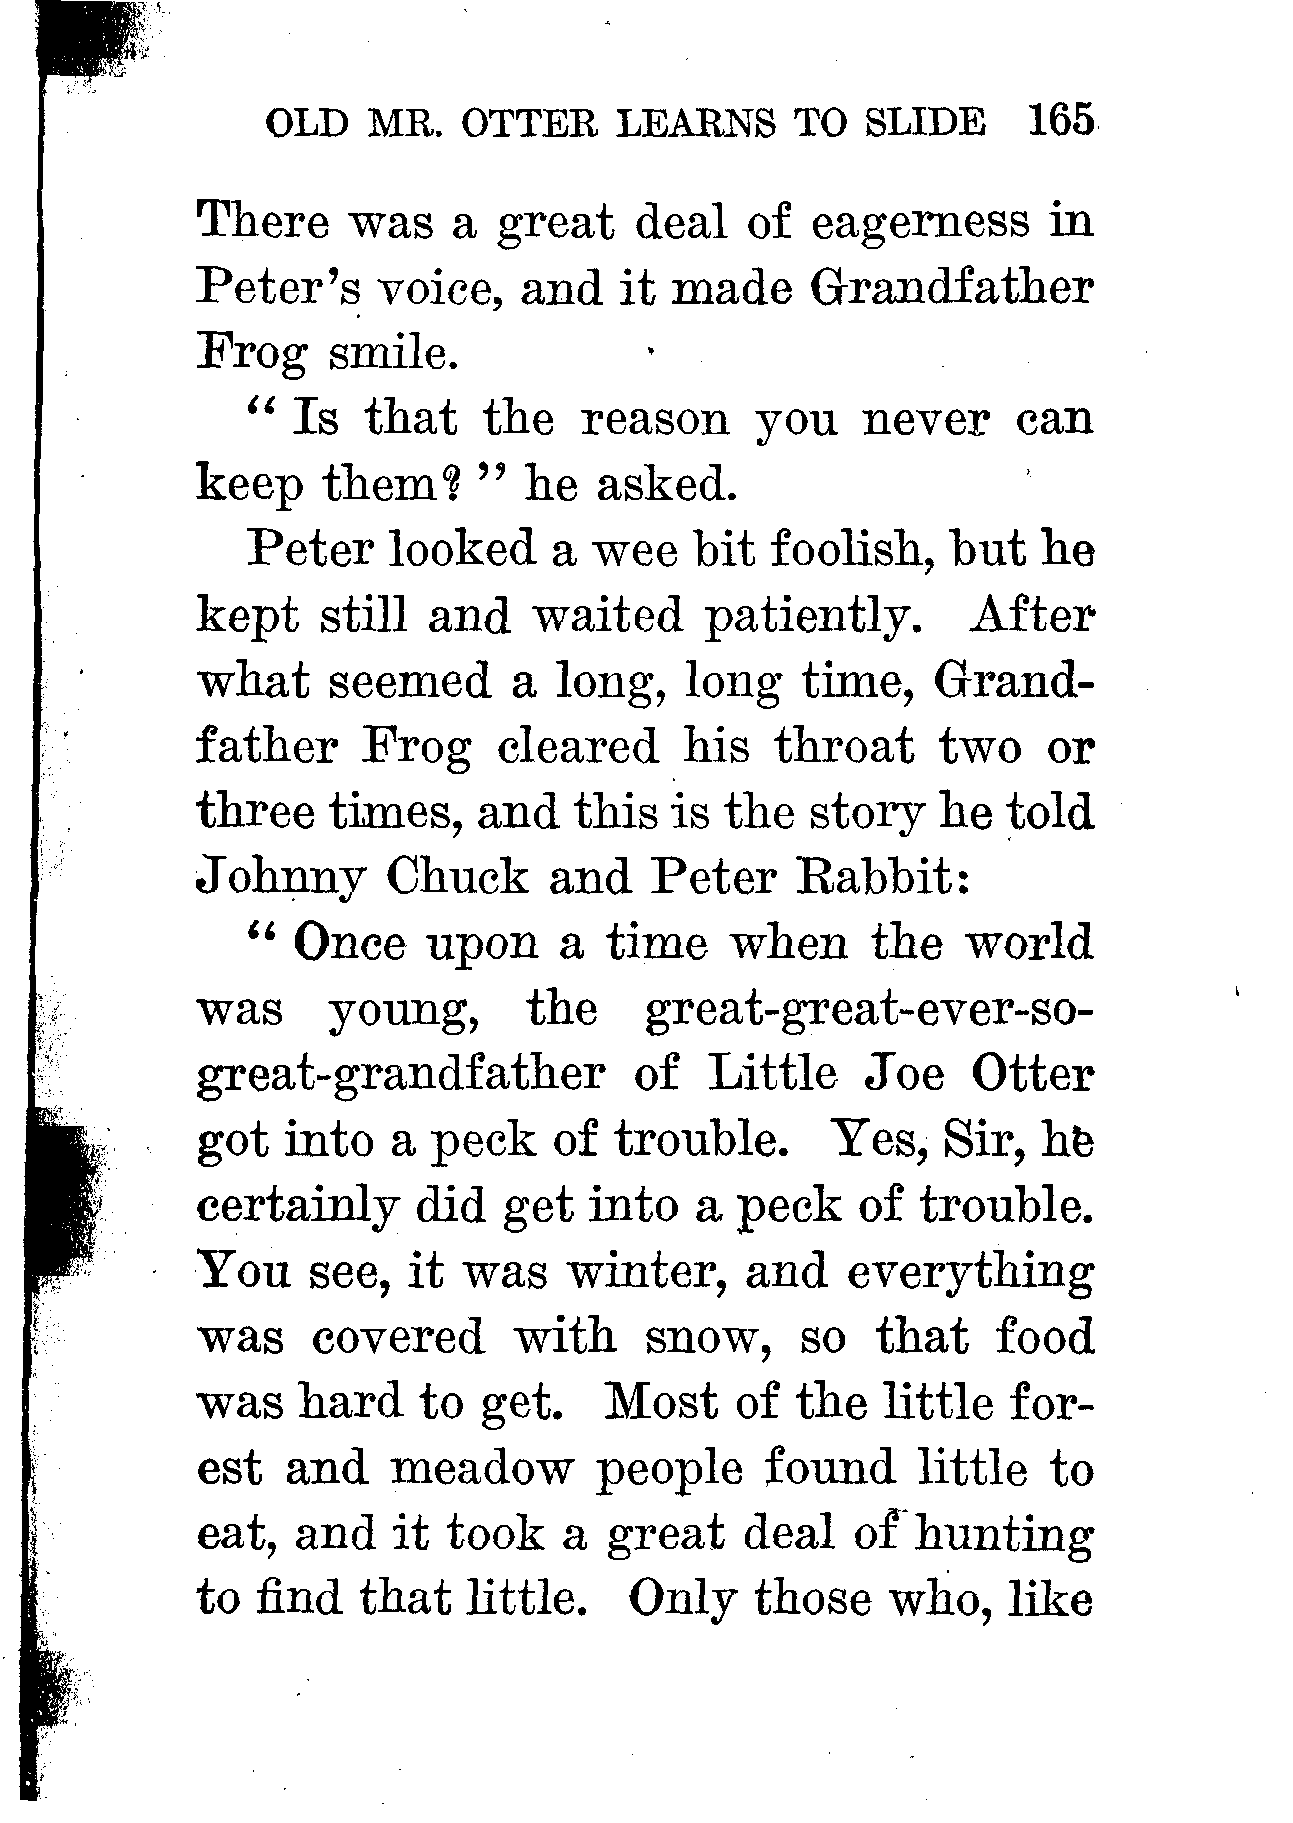 OLD MR. OTTER LEARNS TO SLIDE 165
There was a great deal of eagerness in
Peter's voice, and it made Grandfather
Frog smile.
“ Is that the reason you never can
keep them? ” he asked.
Peter looked a wee bit foolish, but he
kept still and waited patiently. After
what seemed a long, long time, Grand-
father Frog cleared his throat two or
three times, and this is the story he told
Johnny Chuck and Peter Rabbit:
“ Once upon a time when the world
was young, the great-great-ever-so-
great-grandfather of Little Joe Otter
got into a peck of trouble. Yes, Sir, he
certainly did get into a peck of trouble.
You see, it was winter, and everything
was covered with snow, so that food
was hard to get. Most of the little for-
est and meadow people found little to
eat, and it took a great deal of hunting
to find that little. Only those who, like